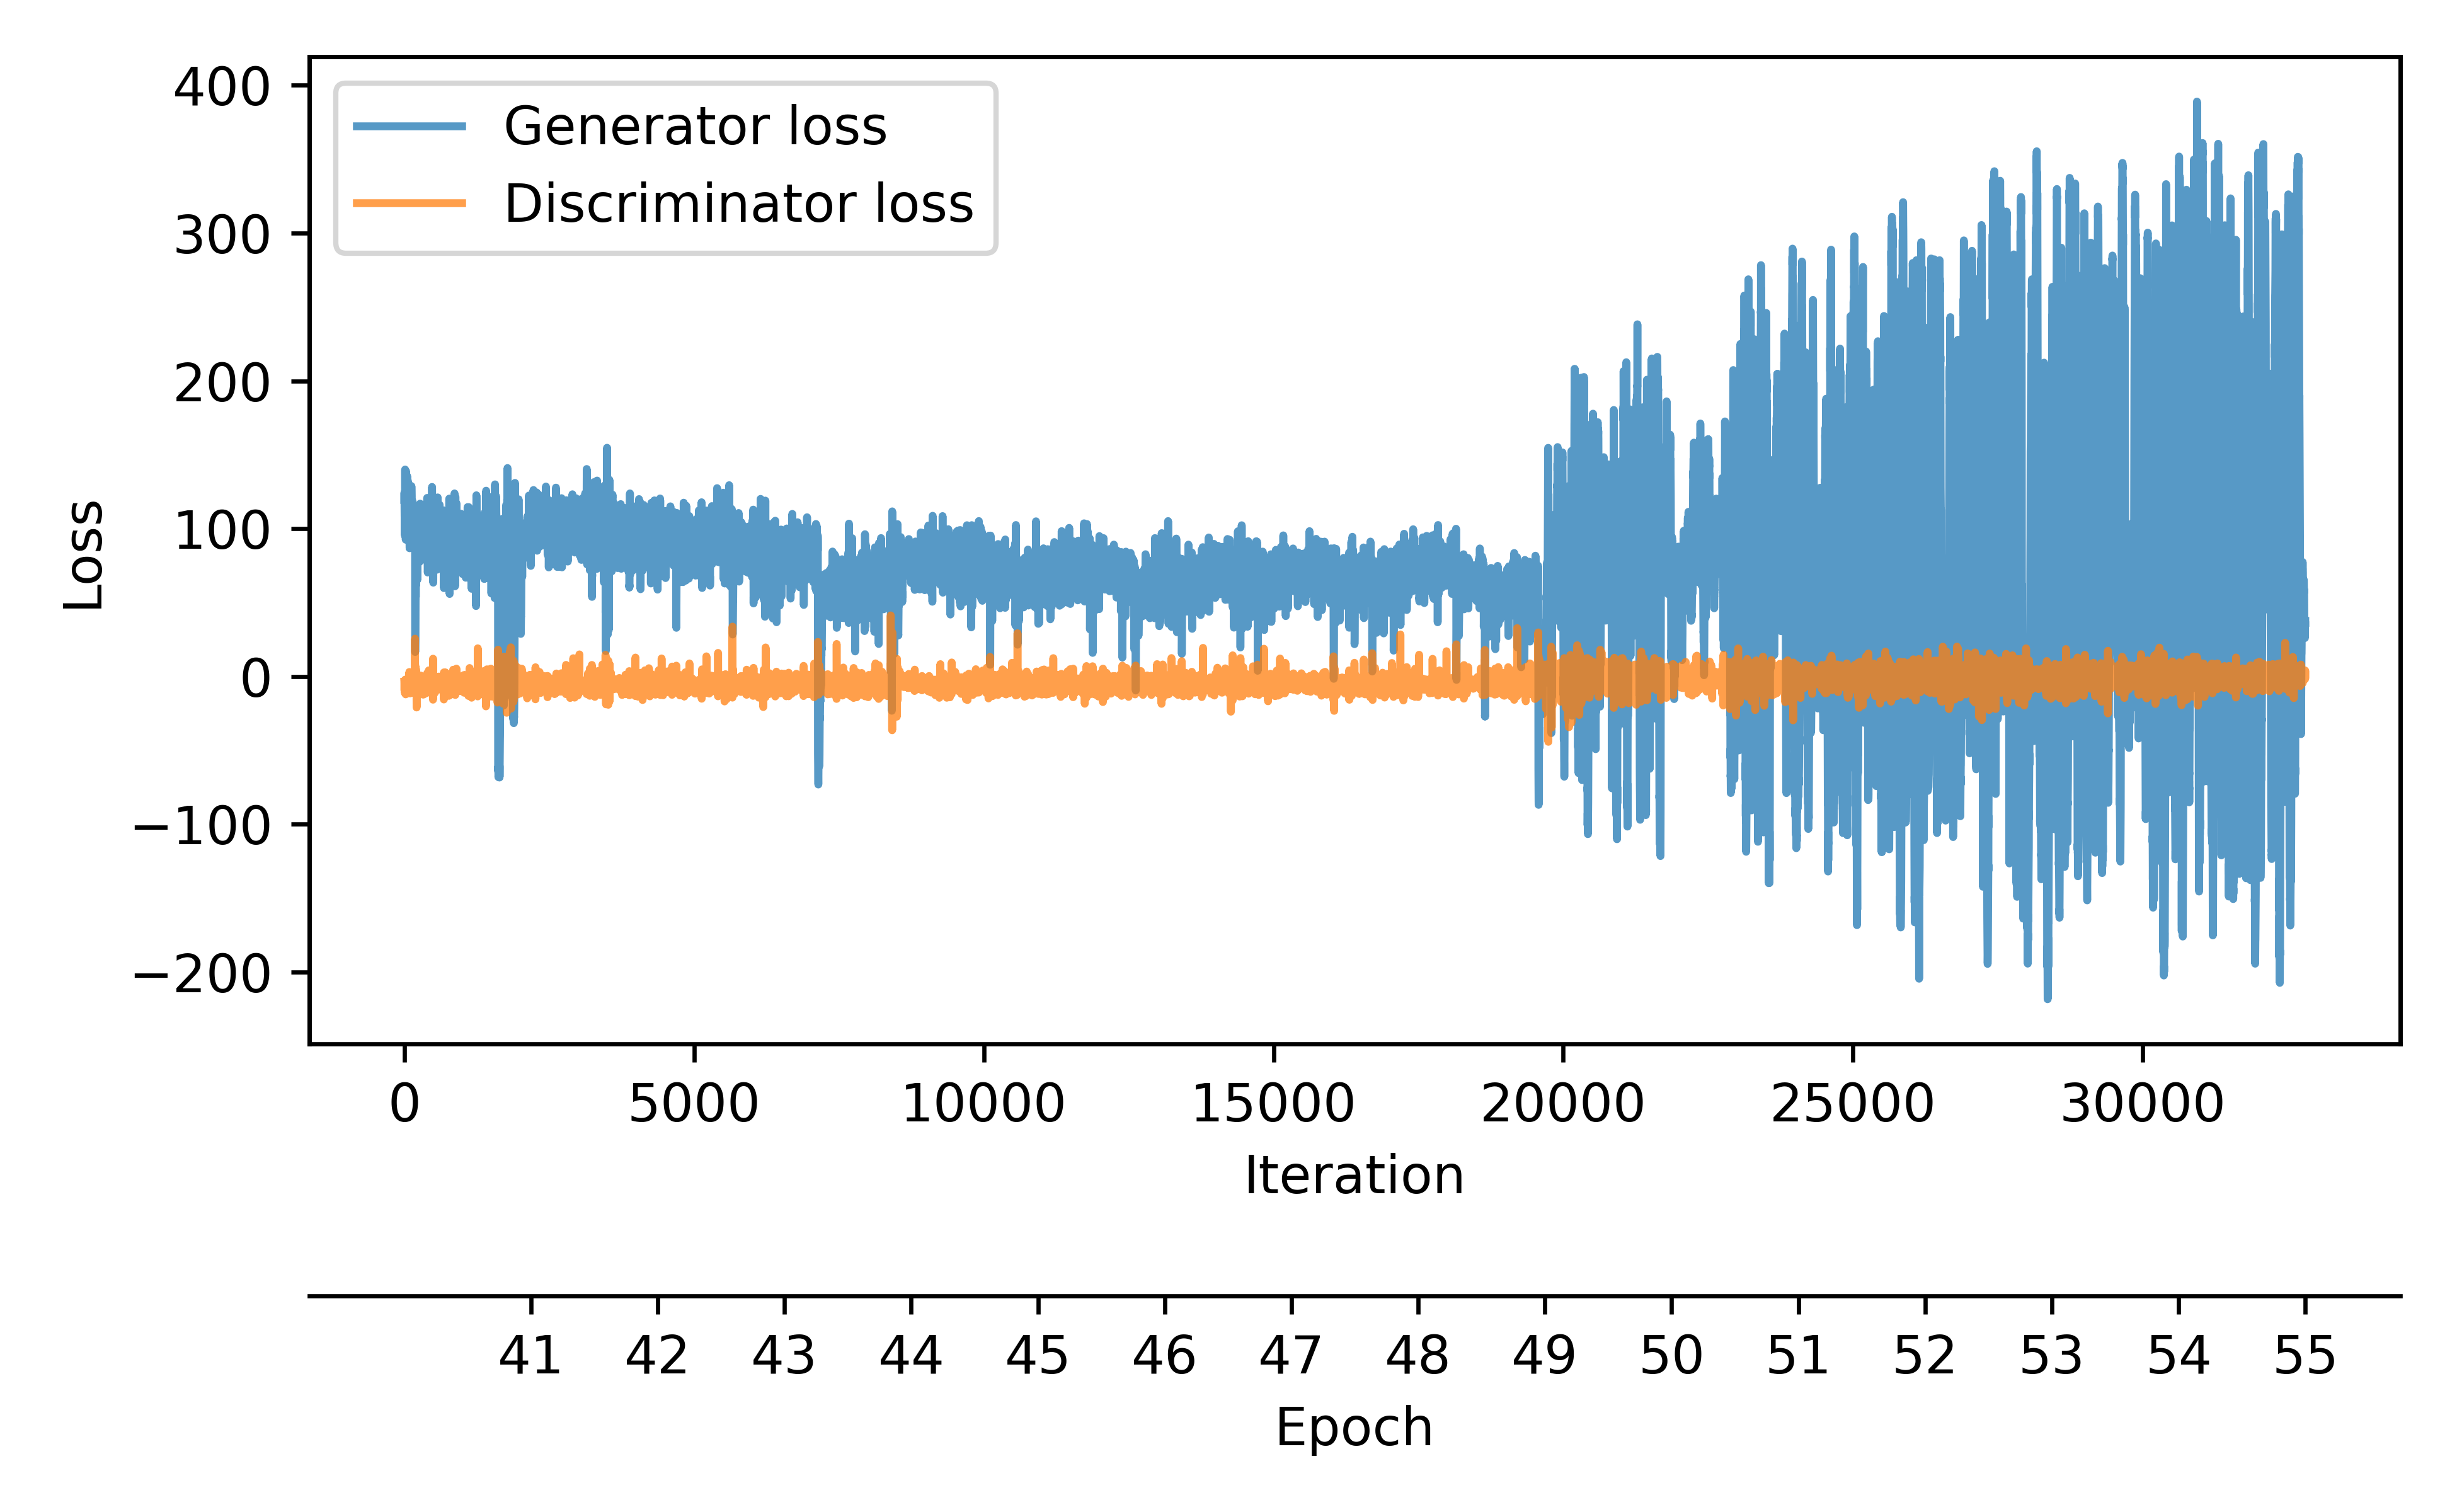 Generator loss
Discriminator loss
400
300
200
100
0
−100
−200
Loss
0 5000 10000 15000 20000 25000 30000
Iteration
41 42 43 44 45 46 47 48 49 50 51 52 53 54 55
Epoch